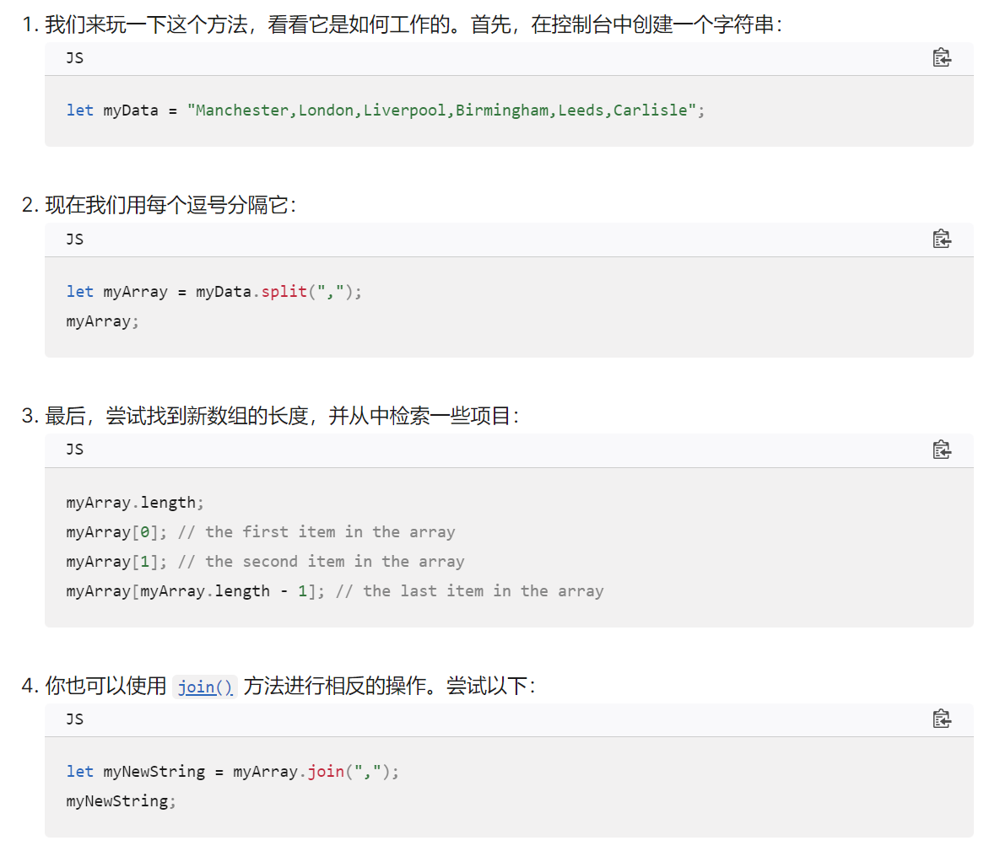 1. 我们来玩一下这个方法，看看它是如何工作的。首先，在控制台中创建一个字符串：
JS
let myData = "Manchester,London,Liverpool,Birmingham,Leeds,Carlisle";
2. 现在我们用每个逗号分隔它：
JS
let myArray = myData.split(",");
myArray;
3. 最后，尝试找到新数组的长度，并从中检索一些项目：
JS
myArray.length;
myArray[0]; // the first item in the array
myArray[1]; // the second item in the array
myArray[myArray.length - 1]; // the last item in the array
4. 你也可以使用 join() 方法进行相反的操作。尝试以下：
JS
let myNewString = myArray.join(",");
myNewString;